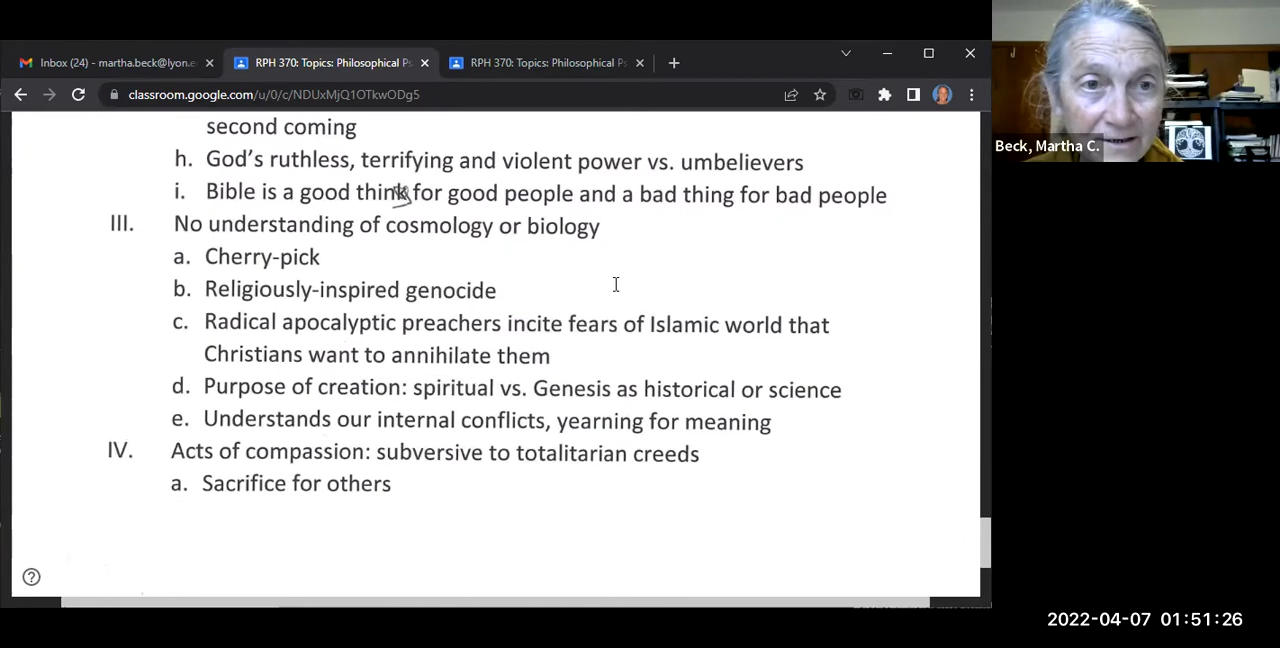 Inbox (24) - martha.beck@lyon.e
RPH 370: Topics: Philosophical Ps
RPH 370: Topics: Philosophical Ps
classroom.google.com/u/0/c/NDUxMjQ1OTkwODg5
second coming
h. God's ruthless, terrifying and violent power vs. umbelievers
i. Bible is a good think for good people and a bad thing for bad people
III. No understanding of cosmology or biology
a. Cherry-pick
b. Religiously-inspired genocide
c. Radical apocalyptic preachers incite fears of Islamic world that
Christians want to annihilate them
d. Purpose of creation: spiritual vs. Genesis as historical or science
e. Understands our internal conflicts, yearning for meaning
IV. Acts of compassion: subversive to totalitarian creeds
a. Sacrifice for others
Beck, Martha C.
2022-04-07 01:51:26